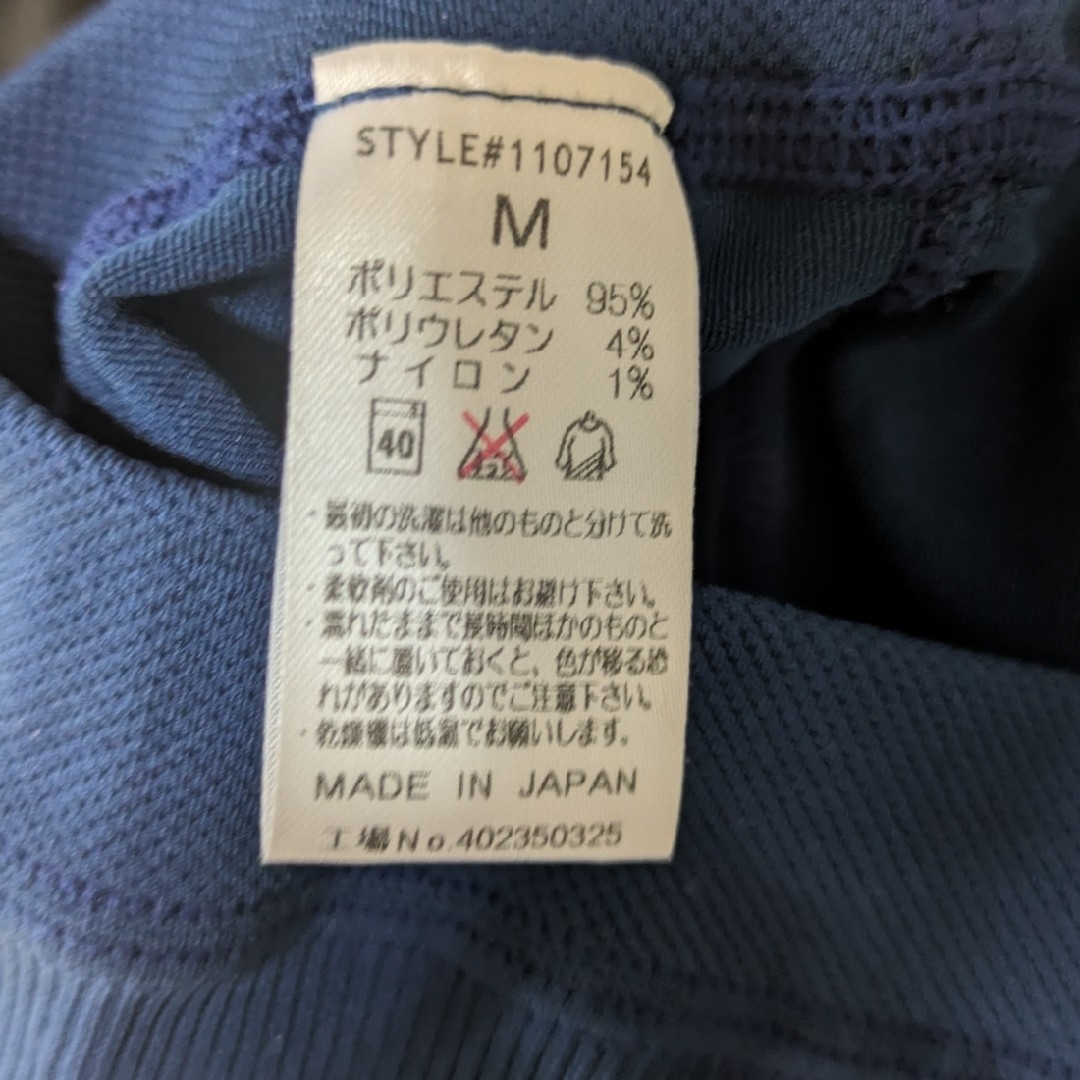 STYLE#1107154
M
ポリエステル 95%
ポリウレタン 4%
ナイロン 1%
40
・最初の洗濯は他のものと分けて洗
って下さい。
・柔軟剤のご使用はお避け下さい。
・濡れたままで長時間ほかのものと
一緒に置いておくと、色が移る恐
れがありますのでご注意下さい。
・乾燥機は低温でお願いします。
MADE IN JAPAN
工場No.402350325